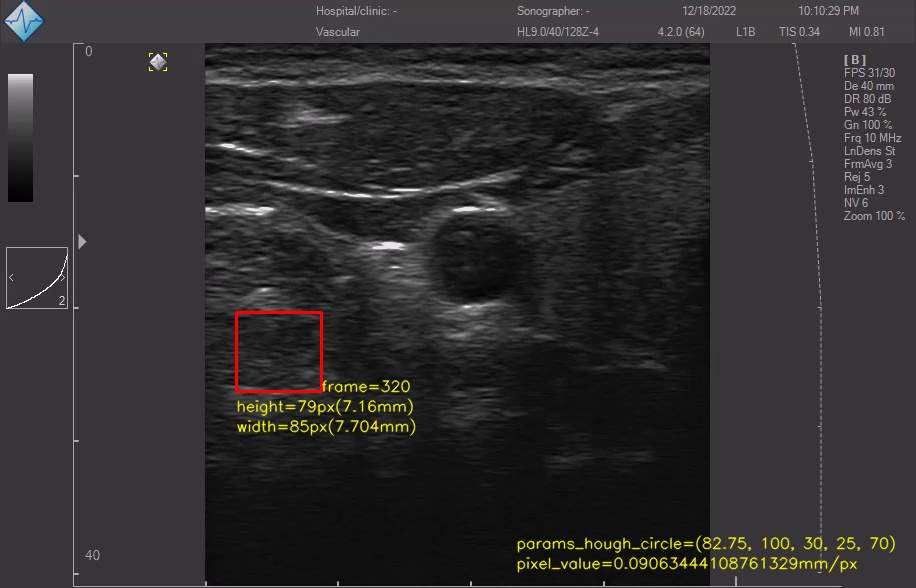 Hospital/clinic: - Sonographer: - 12/18/2022 10:10:29 PM
Vascular HL9.0/40/128Z-4 4.2.0 (64) L1B TIS 0.34 MI 0.81
0
[ B ]
FPS 31/30
De 40 mm
DR 80 dB
Pw 43 %
Gn 100 %
Frq 10 MHz
LnDens St
FrmAvg 3
Rej 5
ImEnh 3
NV 6
Zoom 100 %
2
frame=320
height=79px(7.16mm)
width=85px(7.704mm)
40
params_hough_circle=(82.75, 100, 30, 25, 70)
pixel_value=0.09063444108761329mm/px